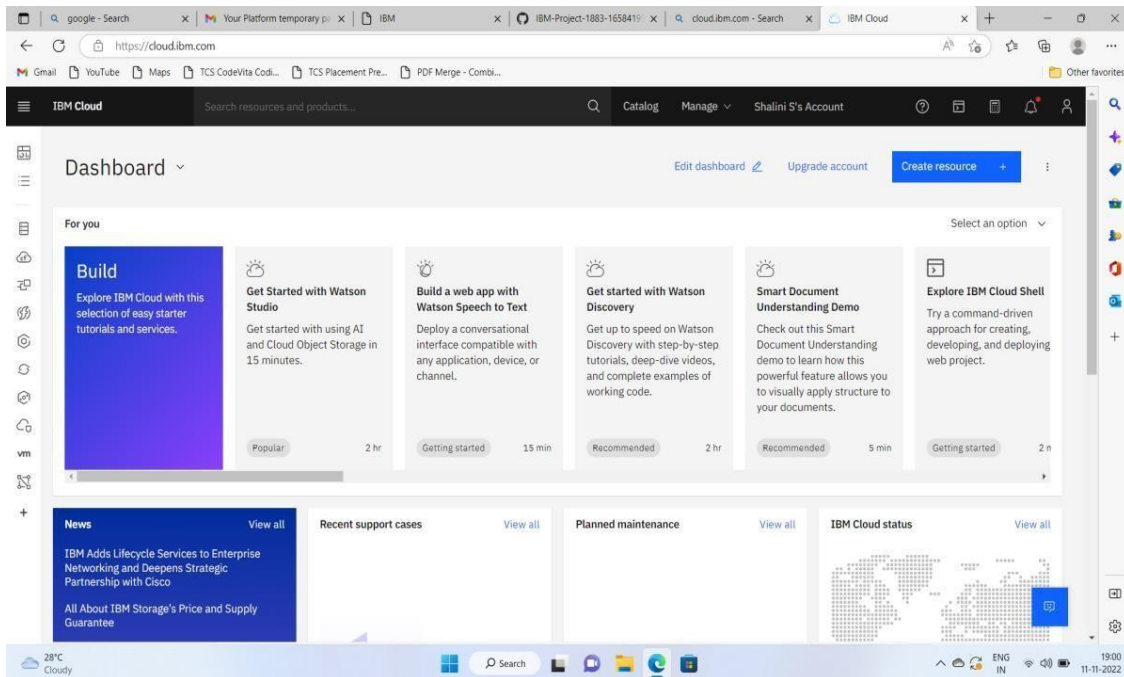 google - Search
Your Platform temporary pa
IBM
IBM-Project-1883-1658419
cloud.ibm.com - Search
IBM Cloud
https://cloud.ibm.com
Gmail
YouTube
Maps
TCS CodeVita Codi...
TCS Placement Pre...
PDF Merge - Combi...
Other favorites
IBM Cloud
Search resources and products...
Catalog
Manage
Shalini S's Account
Dashboard
Edit dashboard
Upgrade account
Create resource +
For you
Select an option
Build
Explore IBM Cloud with this
selection of easy starter
tutorials and services.
Get Started with Watson
Studio
Get started with using AI
and Cloud Object Storage in
15 minutes.
Popular
2 hr
Build a web app with
Watson Speech to Text
Deploy a conversational
interface compatible with
any application, device, or
channel.
Getting started
15 min
Get started with Watson
Discovery
Get up to speed on Watson
Discovery with step-by-step
tutorials, deep-dive videos,
and complete examples of
working code.
Recommended
2 hr
Smart Document
Understanding Demo
Check out this Smart
Document Understanding
demo to learn how this
powerful feature allows you
to visually apply structure to
your documents.
Recommended
5 min
Explore IBM Cloud Shell
Try a command-driven
approach for creating,
developing, and deploying
web project.
Getting started
2 n
vm
News
View all
IBM Adds Lifecycle Services to Enterprise
Networking and Deepens Strategic
Partnership with Cisco
All About IBM Storage's Price and Supply
Guarantee
Recent support cases
View all
Planned maintenance
View all
IBM Cloud status
View all
28°C
Cloudy
Search
ENG
IN
19:00
11-11-2022